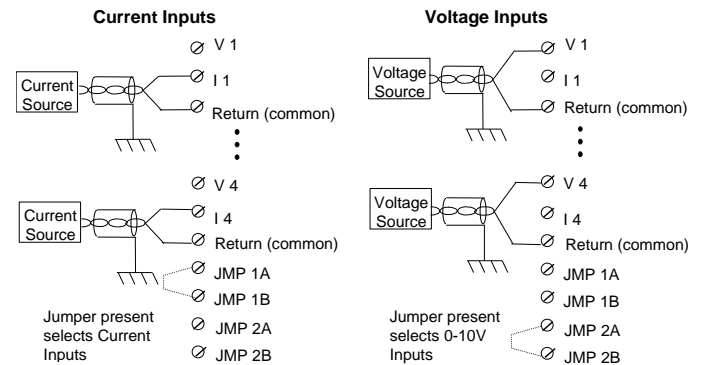 Current Inputs
V 1
I 1
Current
Source
Return (common)
V 4
I 4
Current
Source
Return (common)
JMP 1A
JMP 1B
JMP 2A
JMP 2B
Jumper present
selects Current
Inputs
Voltage Inputs
V 1
I 1
Voltage
Source
Return (common)
V 4
I 4
Voltage
Source
Return (common)
JMP 1A
JMP 1B
JMP 2A
JMP 2B
Jumper present
selects 0-10V
Inputs